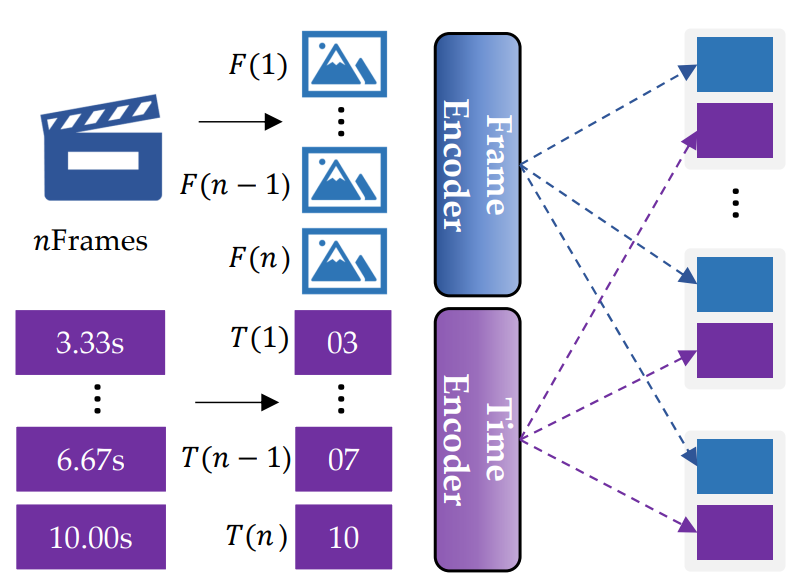 F(1)
F(n − 1)
nFrames
F(n)
Frame
Encoder
3.33s
T(1)
03
6.67s
T(n − 1)
07
10.00s
T(n)
10
Time
Encoder